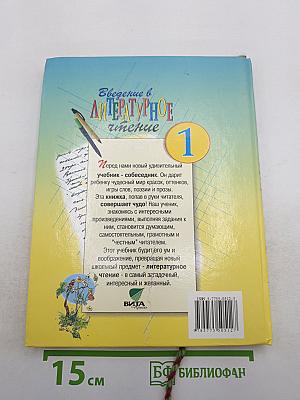 Введение в
ЛИТЕРАТУРНОЕ
чтение
1
Перед нами новый удивительный
учебник - собеседник. Он дарит
ребенку чудесный мир красок, оттенков,
игры слов, поэзии и прозы.
Эта книжка, попав в руки читателя,
совершает чудо! Наш ученик,
знакомясь с интересными
произведениями, выполняя задания к
ним, становится думающим,
самостоятельным, грамотным и
"честным" читателем.
Этот учебник будит его ум и
воображение, превращая новый
школьный предмет - литературное
чтение - в самый загадочный,
интересный и желанный.
ВИТА
15 см
БФ БИБЛИОФАН